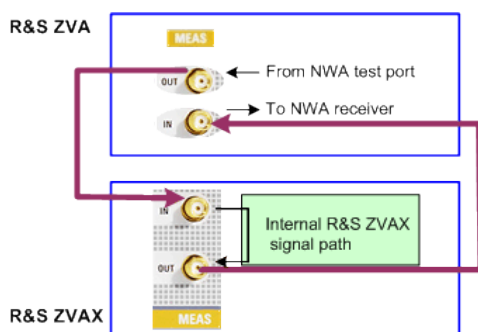 R&S ZVA
MEAS
OUT
From NWA test port
To NWA receiver
IN
IN
Internal R&S ZVAX
signal path
OUT
R&S ZVAX
MEAS